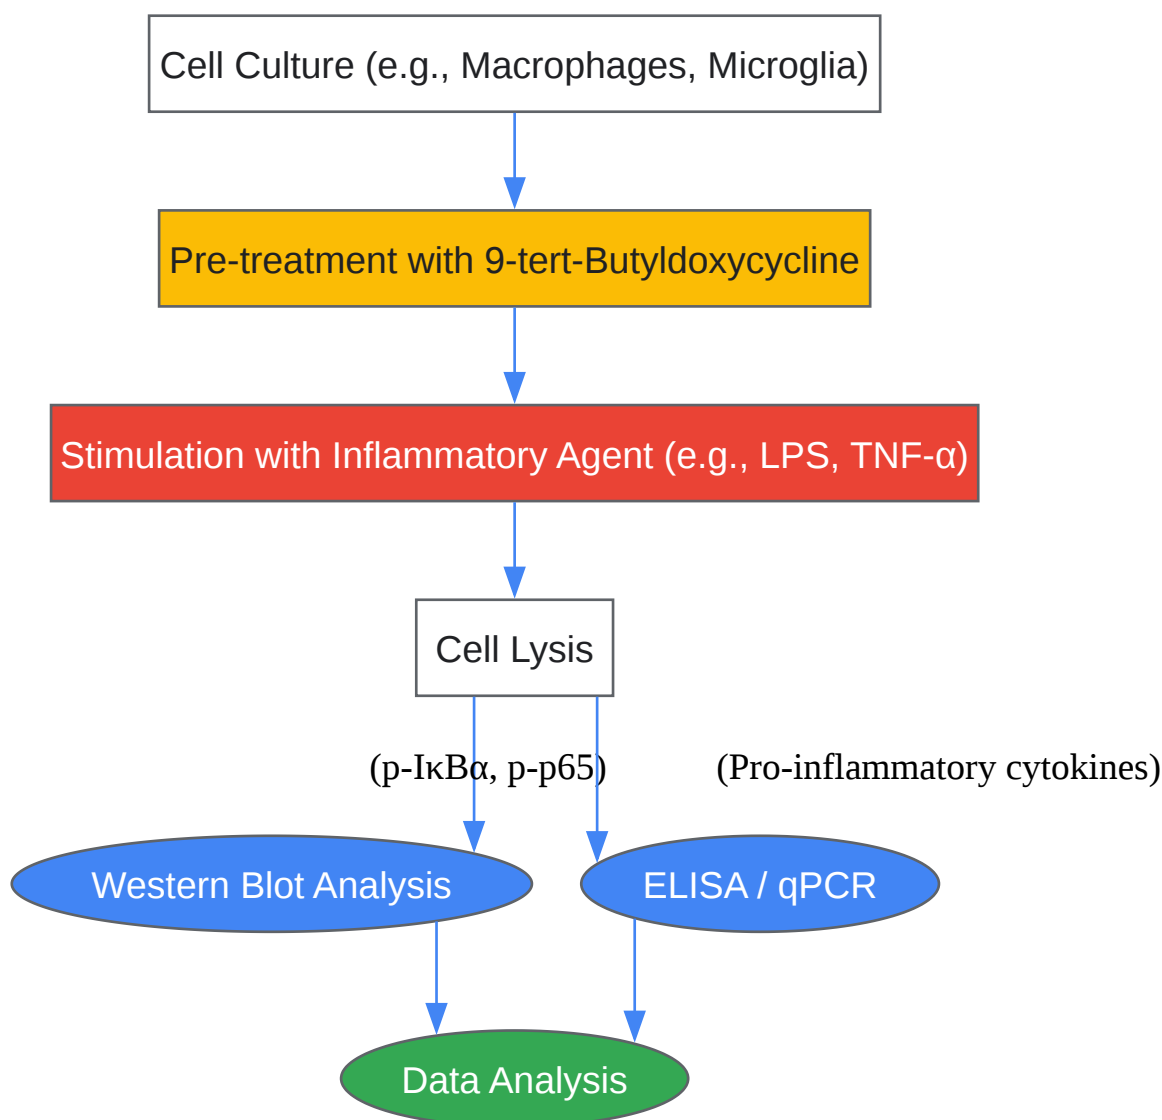 Cell Culture (e.g., Macrophages, Microglia)
Pre-treatment with 9-tert-Butyldoxycycline
Stimulation with Inflammatory Agent (e.g., LPS, TNF-α)
Cell Lysis
(p-IκBα, p-p65)
(Pro-inflammatory cytokines)
Western Blot Analysis
ELISA / qPCR
Data Analysis